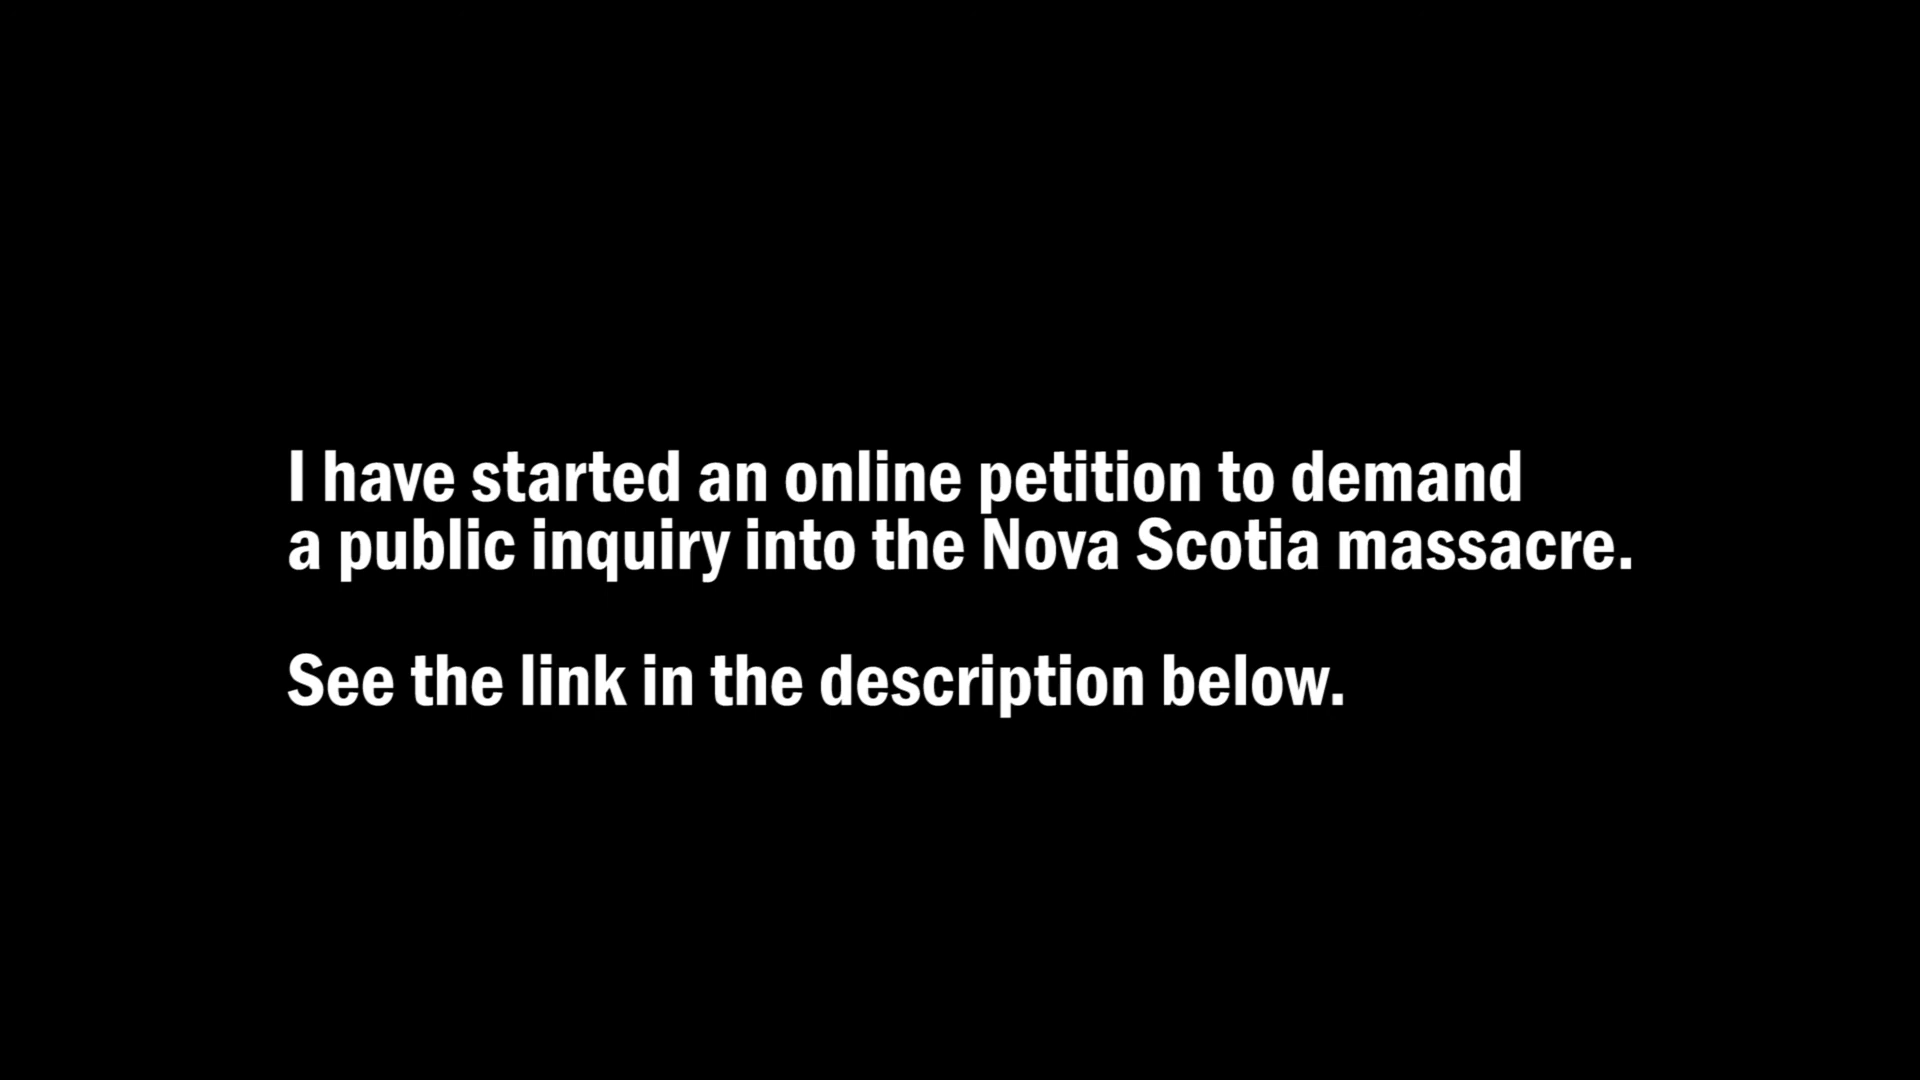 I have started an online petition to demand
a public inquiry into the Nova Scotia massacre.
See the link in the description below.